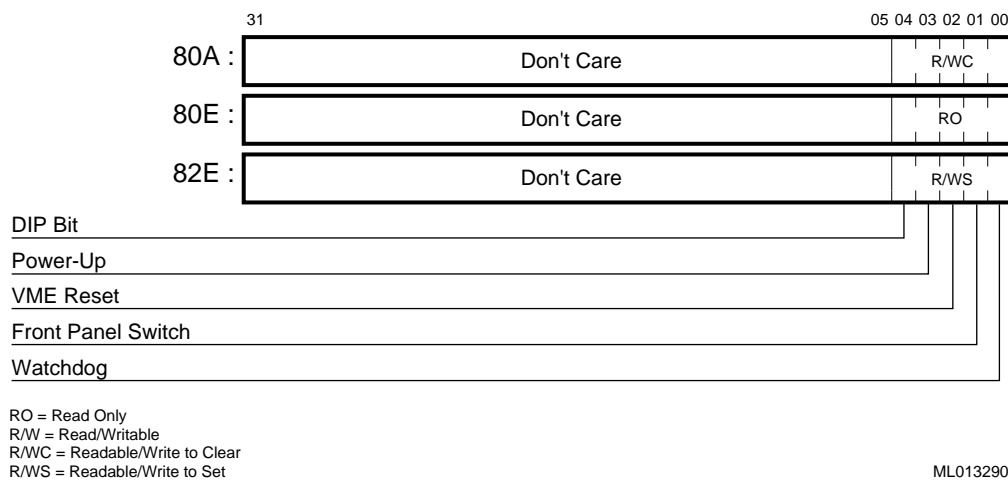 31 05 04 03 02 01 00
80A : Don't Care R/WC
80E : Don't Care RO
82E : Don't Care R/WS
DIP Bit
Power-Up
VME Reset
Front Panel Switch
Watchdog
RO = Read Only
R/W = Read/Writable
R/WC = Readable/Write to Clear
R/WS = Readable/Write to Set ML013290